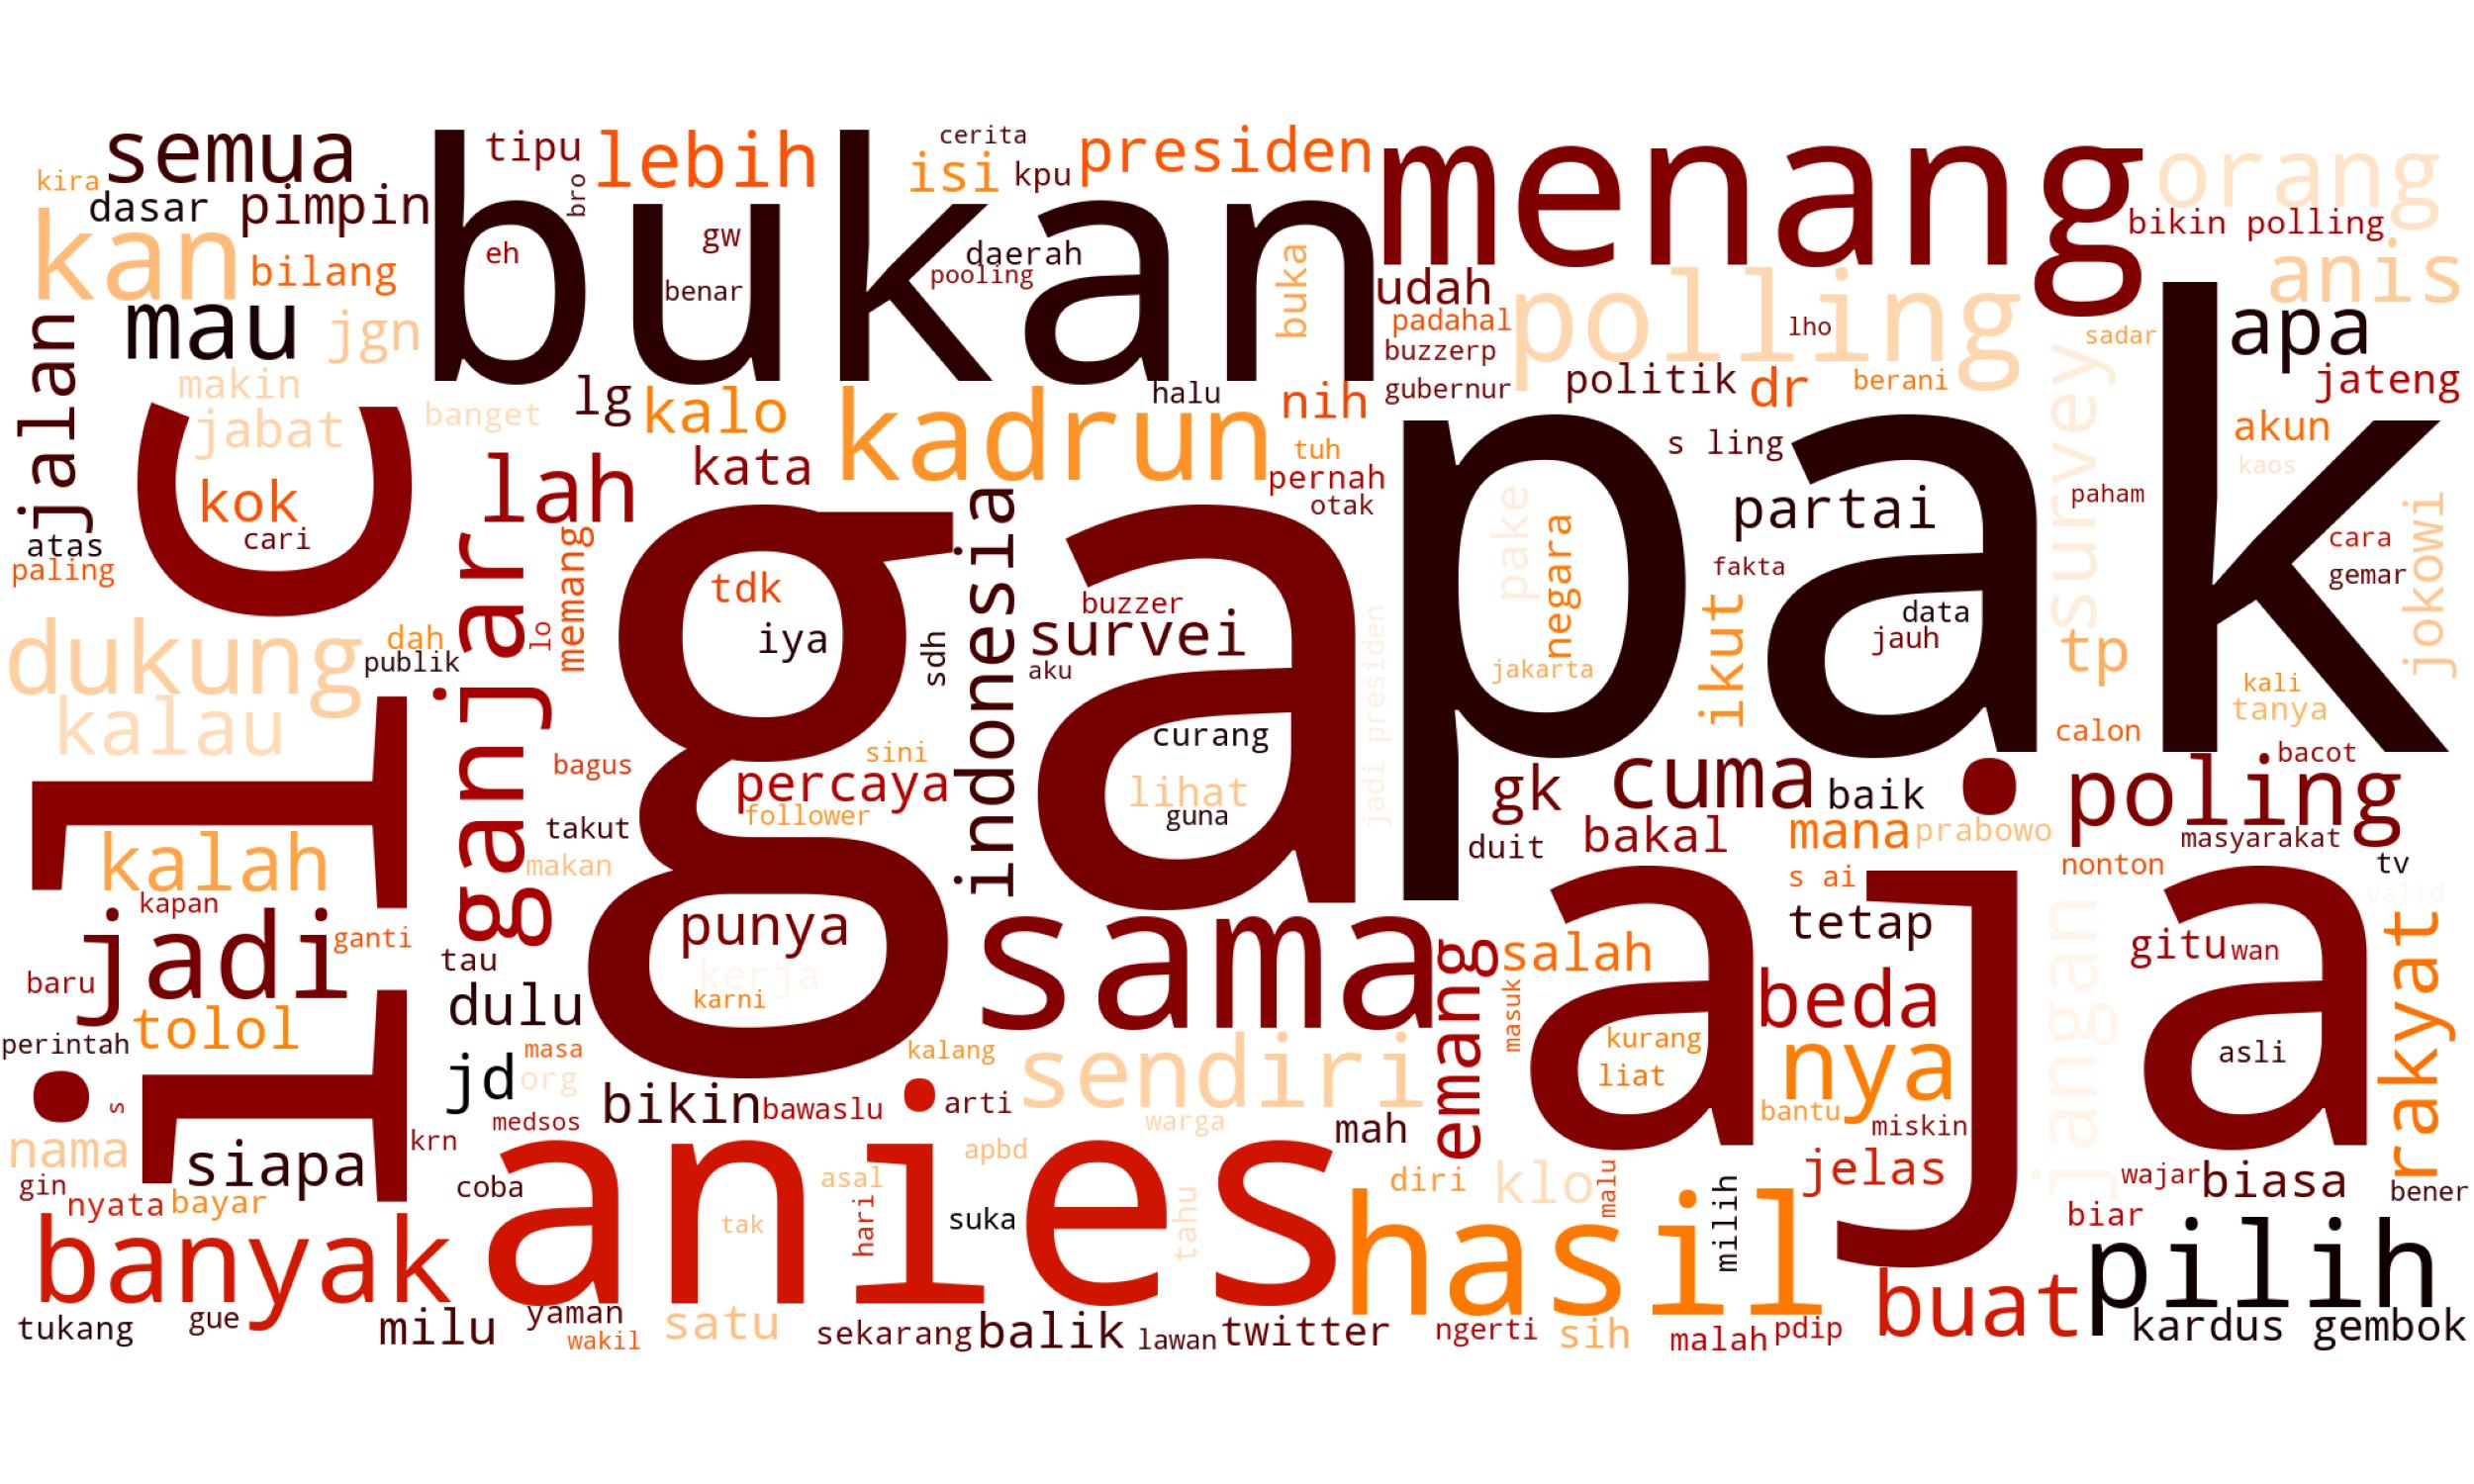 semua
tipu
lebih
cerita
isi
kpu
presiden
menang
orang
kira
dasar
pimpin
bro
bukan
bikin polling
kan
bilang
eh
gw
benar
daerah
pooling
buka
udah
polling
anis
mau
jgn
padahal
lho
sadar
apa
jalan
makin
jabat
banget
lg
kalo
kadrun
halu
nih
buzzerp
gubernur
politik
dr
berani
survey
jateng
ilc
kok
cari
lah
kata
tuh
pernah
otak
s ling
akun
kaos
atas
paling
ganjar
memang
ga
indonesia
pak
pake
negara
partai
paham
jokowi
cara
gemar
dukung
dah
publik
lo
tdk
iya
sdh
buzzer
survei
aku
jadi presiden
jakarta
fakta
ikut
data
jauh
tp
kali
tanya
kalau
bagus
sini
percaya
follower
curang
lihat
guna
gk
cuma
baik
calon
bacot
poling
kalah
takut
makan
duit
bakal
mana
prabowo
masyarakat
nonton
tv
kapan
jadi
ganti
baru
tau
punya
kerja
karni
sama
emang
salah
s ai
tetap
aja
jangan
valid
gitu
wan
rakyat
tolol
dulu
perintah
masa
jd
org
kalang
sendiri
masuk
kurang
liat
beda
nya
asli
s
medsos
bikin
bawaslu
arti
warga
mah
bantu
miskin
nama
siapa
krn
gin
nyata
bayar
coba
anies
apbd
asal
hari
tak
suka
tahu
diri
klo
malu
milih
jelas
wajar
biasa
bener
biar
banyak
hasil
pilih
tukang
gue
milu
yaman
wakil
satu
sekarang
balik
lawan
twitter
ngerti
sih
malah
pdip
buat
kardus
gembok